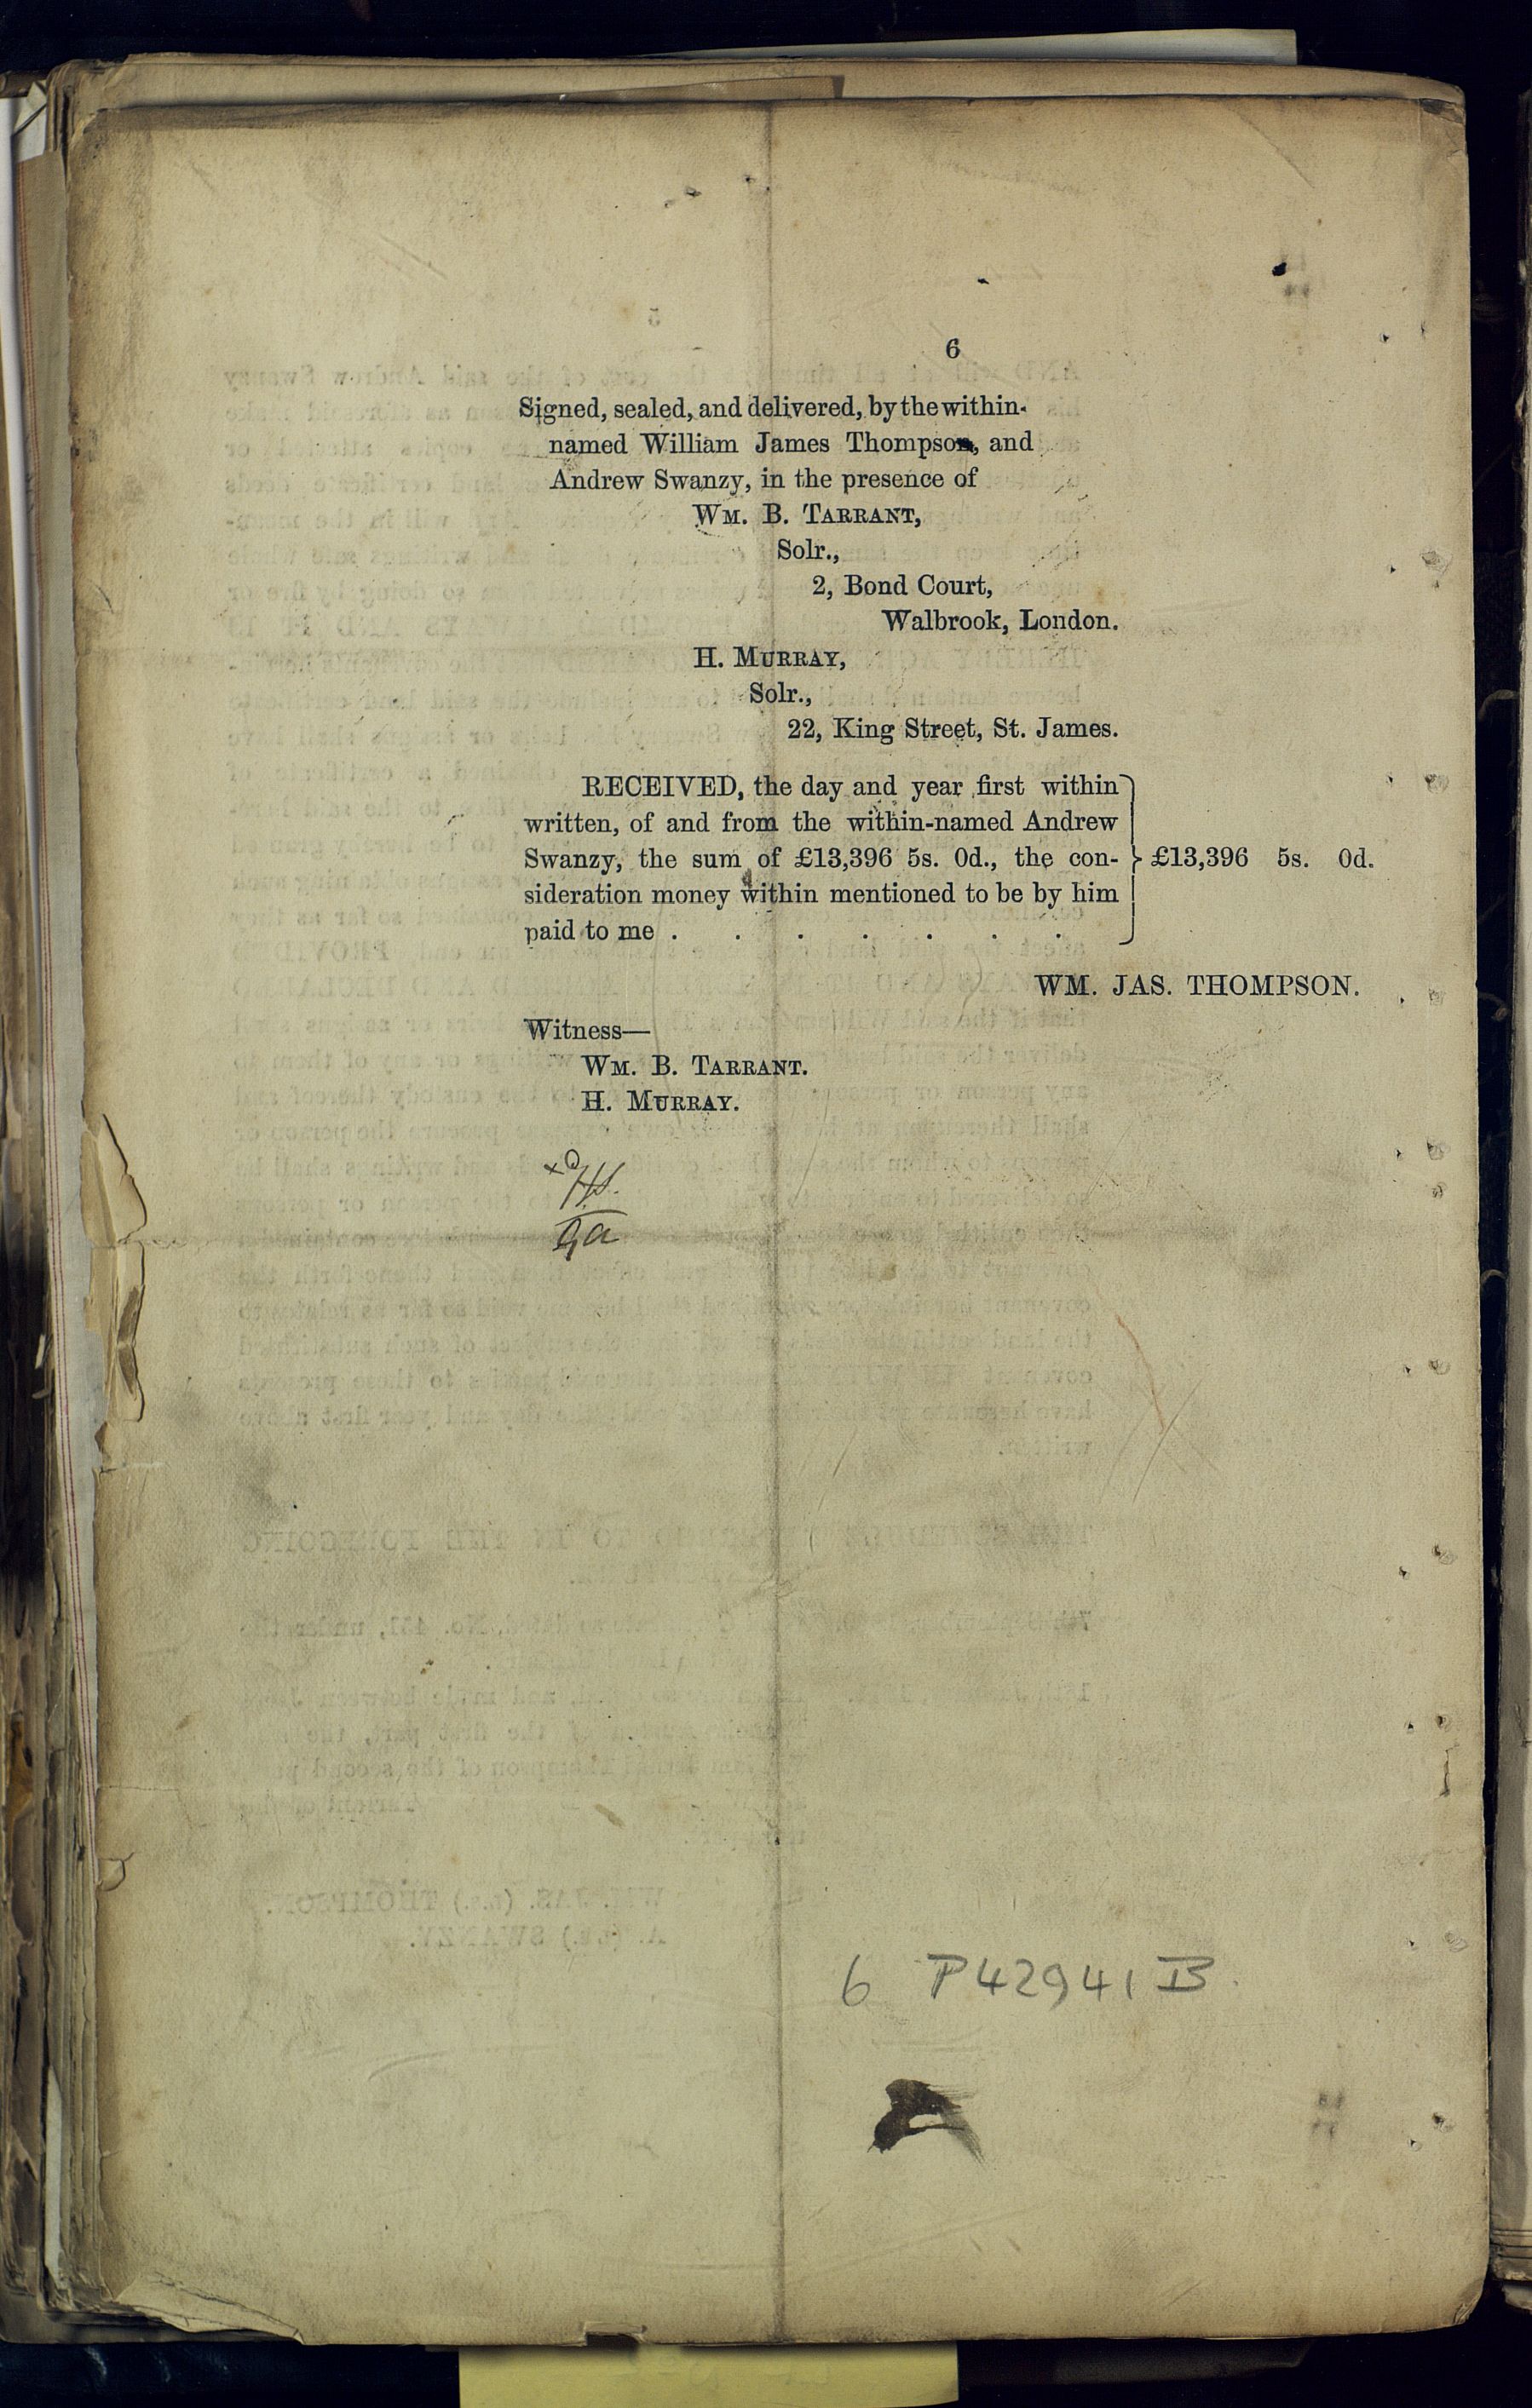 6
Signed, sealed, and delivered, by the within-
named William James Thompson, and
Andrew Swanzy, in the presence of
WM. B. TARRANT,
Solr.,
2, Bond Court,
Walbrook, London.
H. MURRAY,
Solr.,
22, King Street, St. James.
RECEIVED, the day and year first within
written, of and from the within-named Andrew
Swanzy, the sum of £13,396 5s. 0d., the con- } £13,396 5s. 0d.
sideration money within mentioned to be by him
paid to me . . . . . . .
WM. JAS. THOMPSON.
Witness—
WM. B. TARRANT.
H. MURRAY.
6 P42941 B.